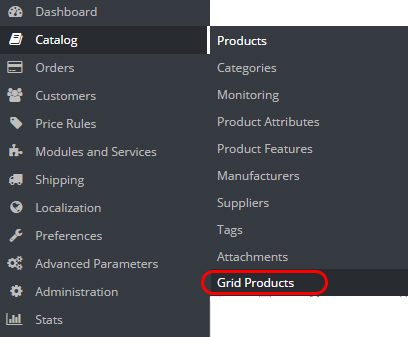 Dashboard
Catalog
Orders
Customers
Price Rules
Modules and Services
Shipping
Localization
Preferences
Advanced Parameters
Administration
Stats
Products
Categories
Monitoring
Product Attributes
Product Features
Manufacturers
Suppliers
Tags
Attachments
Grid Products